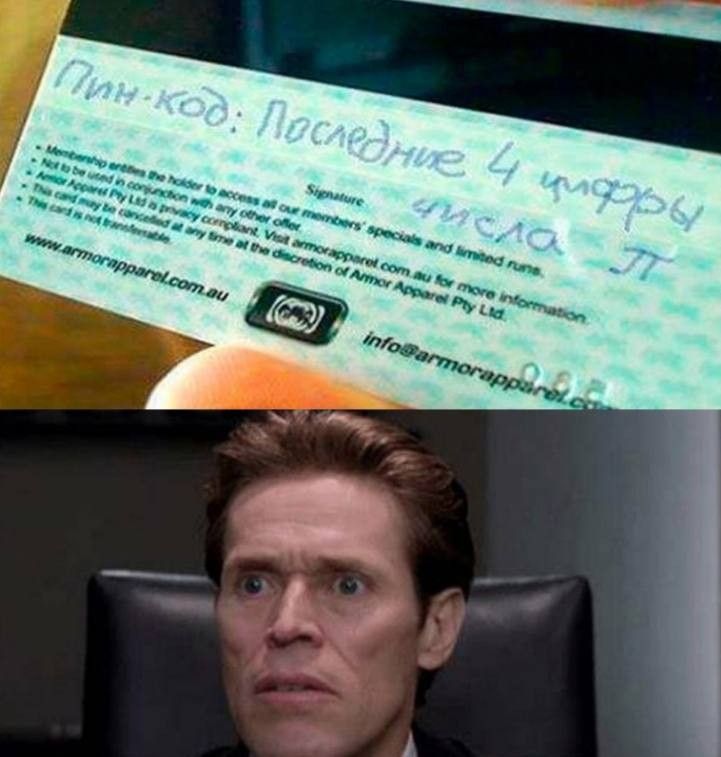 Пин-код: Последние 4 цифры
числа π
Signature
• Membership entitles the holder to access all our members' specials and limited runs.
• Not to be used in conjunction with any other offer.
• Armor Apparel Pty Ltd is privacy compliant. Visit armorapparel.com.au for more information.
• This card may be cancelled at any time at the discretion of Armor Apparel Pty Ltd.
• This card is not transferrable.
www.armorapparel.com.au
info@armorapparel.co